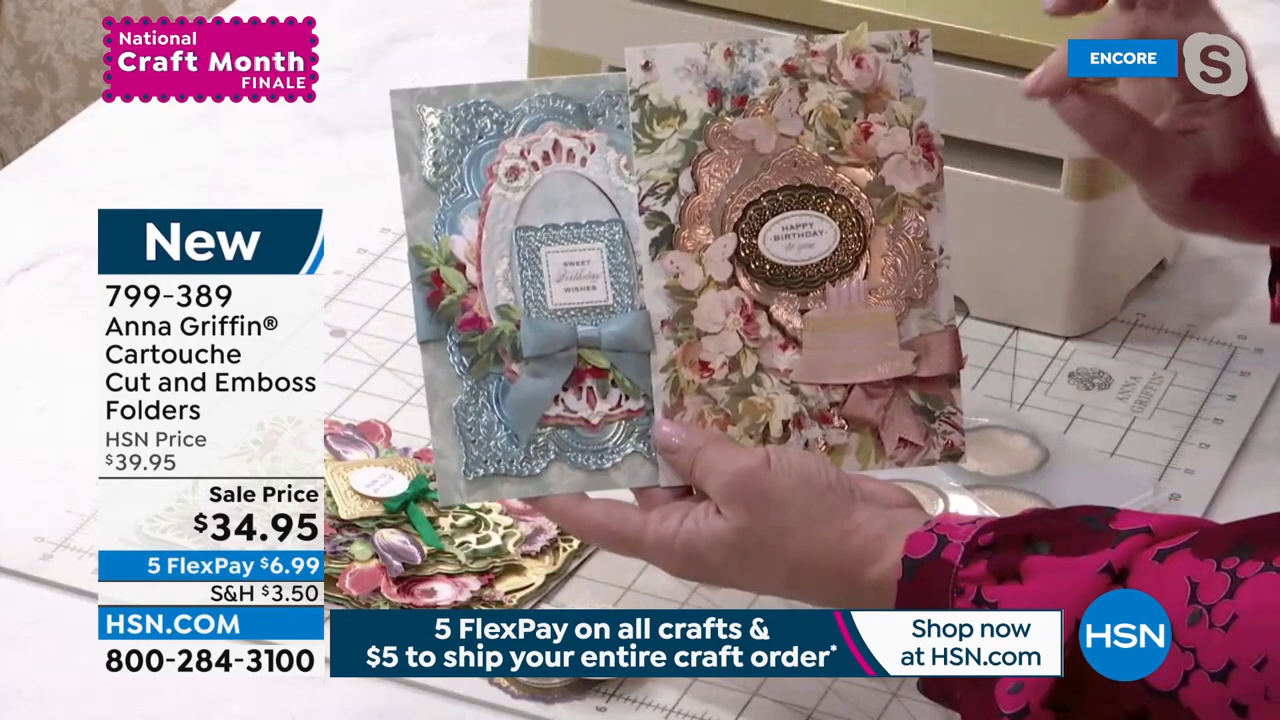 National
Craft Month
FINALE
ENCORE
S
New
799-389
Anna Griffin®
Cartouche
Cut and Emboss
Folders
HSN Price
$39.95
Sale Price
$34.95
5 FlexPay $6.99
S&H $3.50
HSN.COM
800-284-3100
SWEET
Birthday
WISHES
HAPPY
·BIRTHDAY·
to you
ANNA
GRIFFIN
5 FlexPay on all crafts &
$5 to ship your entire craft order*
Shop now
at HSN.com
HSN